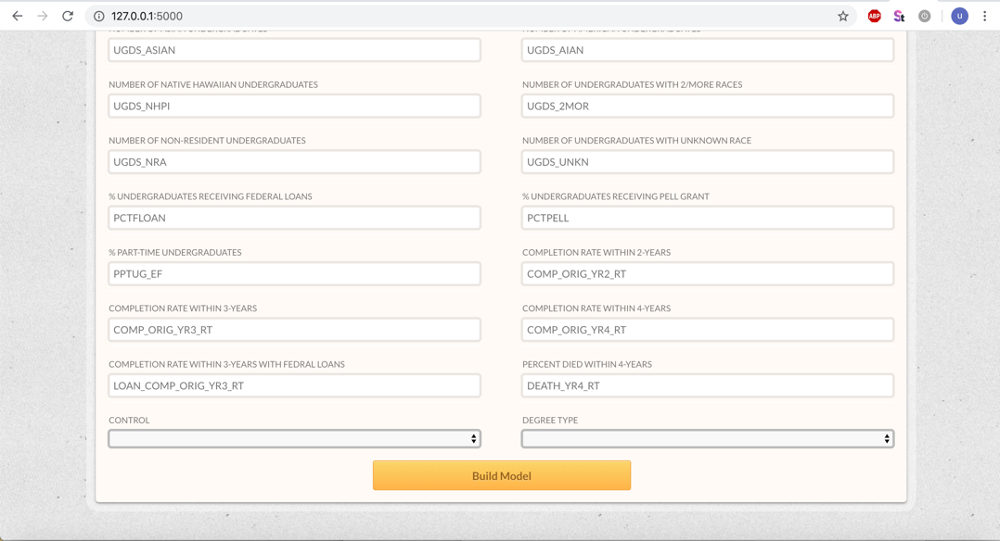 127.0.0.1:5000
ABP
St
u
UGDS_ASIAN
UGDS_AIAN
NUMBER OF NATIVE HAWAIIAN UNDERGRADUATES
NUMBER OF UNDERGRADUATES WITH 2/MORE RACES
UGDS_NHPI
UGDS_2MOR
NUMBER OF NON-RESIDENT UNDERGRADUATES
NUMBER OF UNDERGRADUATES WITH UNKNOWN RACE
UGDS_NRA
UGDS_UNKN
% UNDERGRADUATES RECEIVING FEDERAL LOANS
% UNDERGRADUATES RECEIVING PELL GRANT
PCTFLOAN
PCTPELL
% PART-TIME UNDERGRADUATES
COMPLETION RATE WITHIN 2-YEARS
PPTUG_EF
COMP_ORIG_YR2_RT
COMPLETION RATE WITHIN 3-YEARS
COMPLETION RATE WITHIN 4-YEARS
COMP_ORIG_YR3_RT
COMP_ORIG_YR4_RT
COMPLETION RATE WITHIN 3-YEARS WITH FEDRAL LOANS
PERCENT DIED WITHIN 4-YEARS
LOAN_COMP_ORIG_YR3_RT
DEATH_YR4_RT
CONTROL
DEGREE TYPE
Build Model